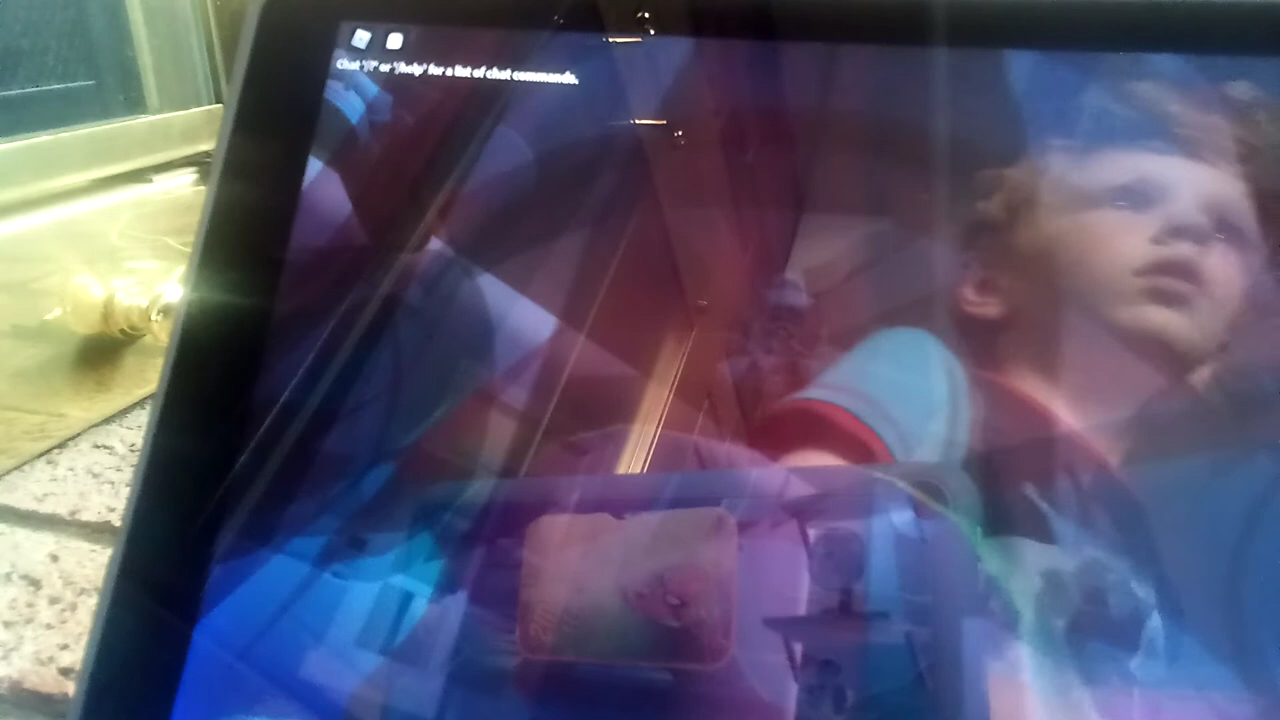 Chat '/?' or '/help' for a list of chat commands.